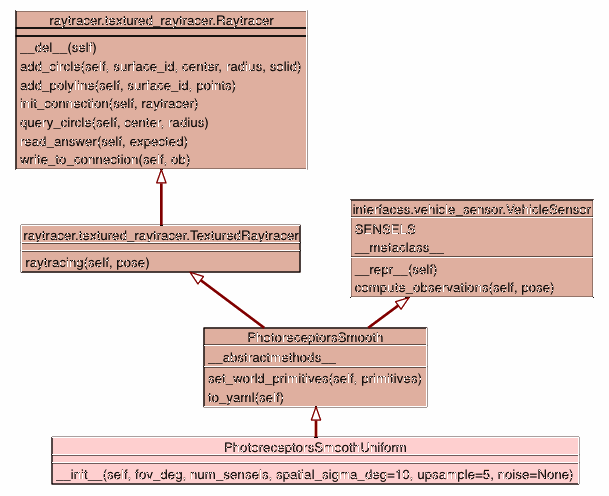 raytracer.textured_raytracer.Raytracer
__del__(self)
add_circle(self, surface_id, center, radius, solid)
add_polyline(self, surface_id, points)
init_connection(self, raytracer)
query_circle(self, center, radius)
read_answer(self, expected)
write_to_connection(self, ob)
raytracer.textured_raytracer.TexturedRaytracer
raytracing(self, pose)
interfaces.vehicle_sensor.VehicleSensor
SENSELS
__metaclass__
__repr__(self)
compute_observations(self, pose)
PhotoreceptorsSmooth
__abstractmethods__
set_world_primitives(self, primitives)
to_yaml(self)
PhotoreceptorsSmoothUniform
__init__(self, fov_deg, num_sensels, spatial_sigma_deg=10, upsample=5, noise=None)